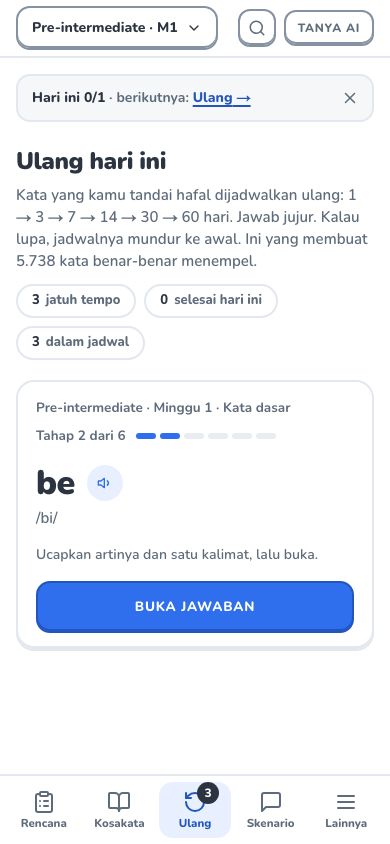 Pre-intermediate · M1
TANYA AI
Hari ini 0/1 · berikutnya: Ulang →
Ulang hari ini
Kata yang kamu tandai hafal dijadwalkan ulang: 1
→ 3 → 7 → 14 → 30 → 60 hari. Jawab jujur. Kalau
lupa, jadwalnya mundur ke awal. Ini yang membuat
5.738 kata benar-benar menempel.
3 jatuh tempo
0 selesai hari ini
3 dalam jadwal
Pre-intermediate · Minggu 1 · Kata dasar
Tahap 2 dari 6
be
/bi/
Ucapkan artinya dan satu kalimat, lalu buka.
BUKA JAWABAN
3
Rencana
Kosakata
Ulang
Skenario
Lainnya